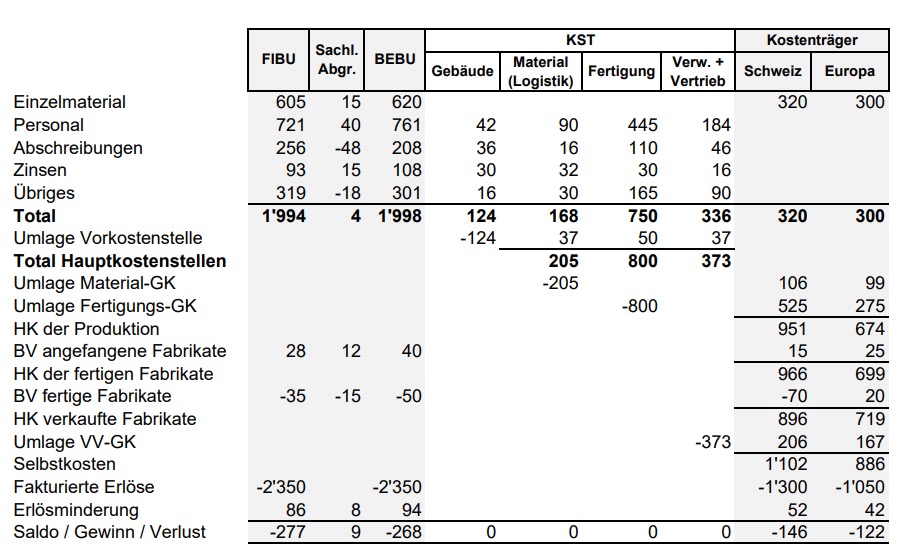 KST Kostenträger
FIBU Sachl. Abgr. BEBU Gebäude Material (Logistik) Fertigung Verw. + Vertrieb Schweiz Europa
Einzelmaterial 605 15 620 320 300
Personal 721 40 761 42 90 445 184
Abschreibungen 256 -48 208 36 16 110 46
Zinsen 93 15 108 30 32 30 16
Übriges 319 -18 301 16 30 165 90
Total 1'994 4 1'998 124 168 750 336 320 300
Umlage Vorkostenstelle -124 37 50 37
Total Hauptkostenstellen 205 800 373
Umlage Material-GK -205 106 99
Umlage Fertigungs-GK -800 525 275
HK der Produktion 951 674
BV angefangene Fabrikate 28 12 40 15 25
HK der fertigen Fabrikate 966 699
BV fertige Fabrikate -35 -15 -50 -70 20
HK verkaufte Fabrikate 896 719
Umlage VV-GK -373 206 167
Selbstkosten 1'102 886
Fakturierte Erlöse -2'350 -2'350 -1'300 -1'050
Erlösminderung 86 8 94 52 42
Saldo / Gewinn / Verlust -277 9 -268 0 0 0 0 -146 -122